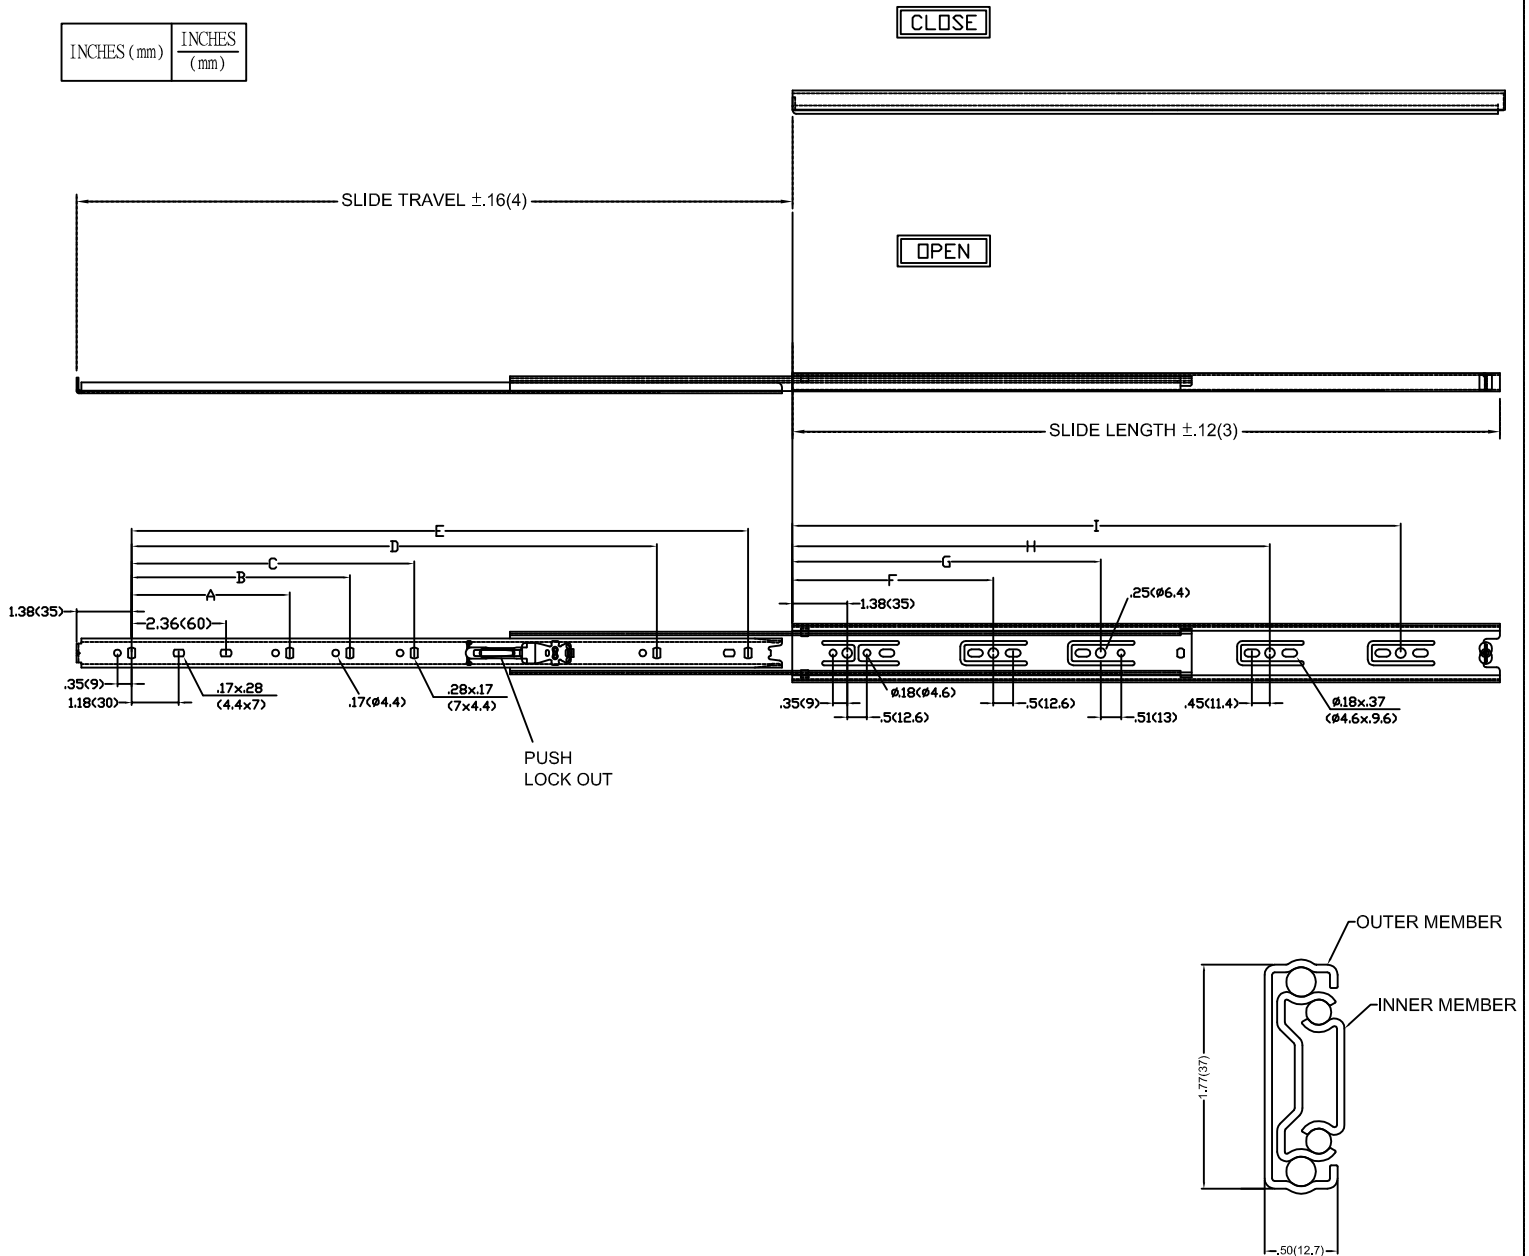 CLOSE
INCHES (mm)
INCHES
(mm)
SLIDE TRAVEL ±.16(4)
OPEN
SLIDE LENGTH ±.12(3)
E
D
C
B
A
I
H
G
F
1.38(35)
2.36(60)
1.38(35)
.25(Ø6.4)
.35(9)
1.18(30)
.17x.28
(4.4x7)
.17(Ø4.4)
.28x.17
(7x4.4)
.35(9)
Ø.18(Ø4.6)
.5(12.6)
.5(12.6)
.51(13)
.45(11.4)
Ø.18x.37
(Ø4.6x.9.6)
PUSH
LOCK OUT
OUTER MEMBER
INNER MEMBER
1.77(37)
.50(12.7)